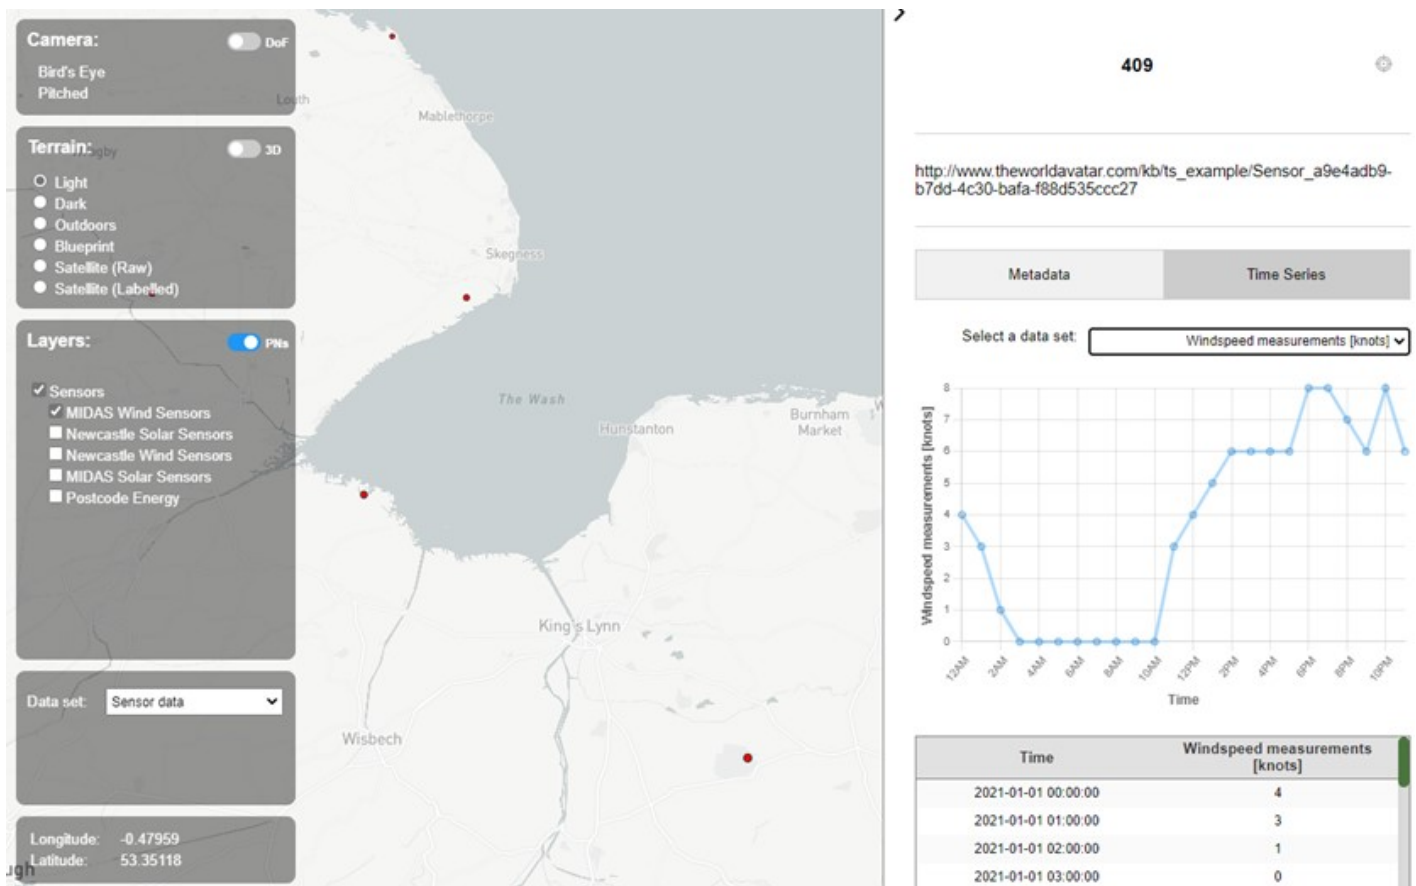 Camera:
DoF
Bird's Eye
Pitched
Terrain:
3D
Light
Dark
Outdoors
Blueprint
Satellite (Raw)
Satellite (Labelled)
Layers:
PNs
Sensors
MIDAS Wind Sensors
Newcastle Solar Sensors
Newcastle Wind Sensors
MIDAS Solar Sensors
Postcode Energy
Data set:
Sensor data
Longitude: -0.47959
Latitude: 53.35118
ugh
Louth
Mablethorpe
Skegness
The Wash
Hunstanton
Burnham
Market
King's Lynn
Wisbech
409
http://www.theworldavatar.com/kb/ts_example/Sensor_a9e4adb9-
b7dd-4c30-bafa-f88d535ccc27
Metadata
Time Series
Select a data set:
Windspeed measurements [knots]
Windspeed measurements [knots]
8
7
6
5
4
3
2
1
0
12AM 2AM 4AM 6AM 8AM 10AM 12PM 2PM 4PM 6PM 8PM 10PM
Time
Time Windspeed measurements
[knots]
2021-01-01 00:00:00 4
2021-01-01 01:00:00 3
2021-01-01 02:00:00 1
2021-01-01 03:00:00 0